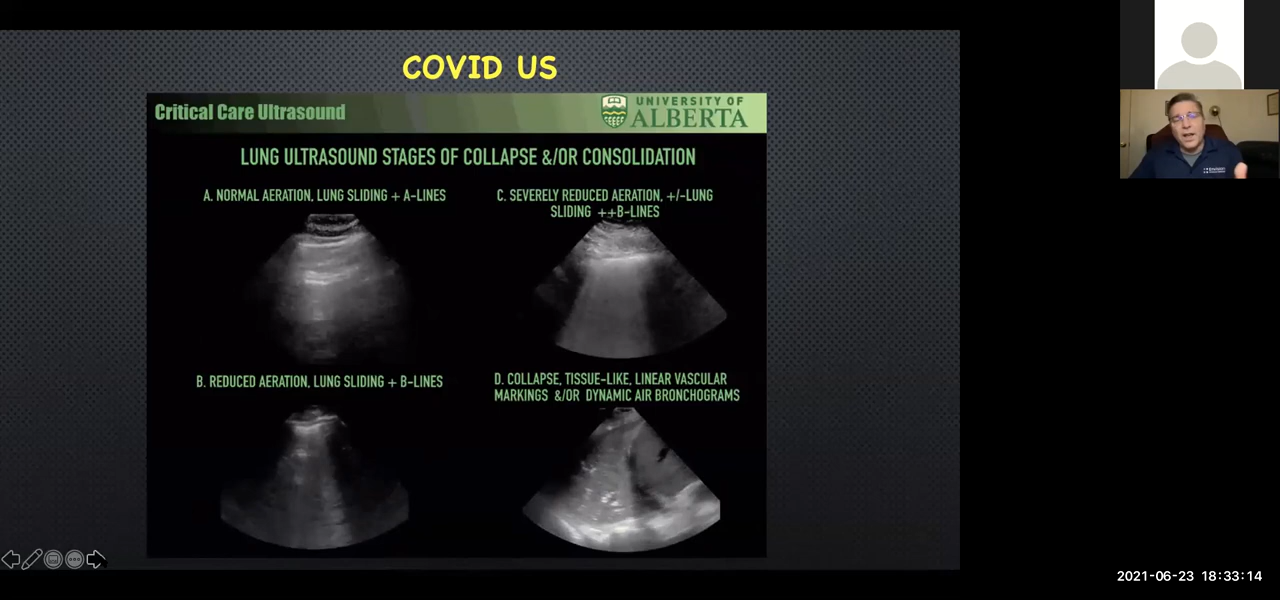 COVID US
Critical Care Ultrasound
UNIVERSITY OF
ALBERTA
LUNG ULTRASOUND STAGES OF COLLAPSE &/OR CONSOLIDATION
A. NORMAL AERATION, LUNG SLIDING + A-LINES
C. SEVERELY REDUCED AERATION, +/-LUNG
SLIDING ++B-LINES
B. REDUCED AERATION, LUNG SLIDING + B-LINES
D. COLLAPSE, TISSUE-LIKE, LINEAR VASCULAR
MARKINGS &/OR DYNAMIC AIR BRONCHOGRAMS
2021-06-23 18:33:14